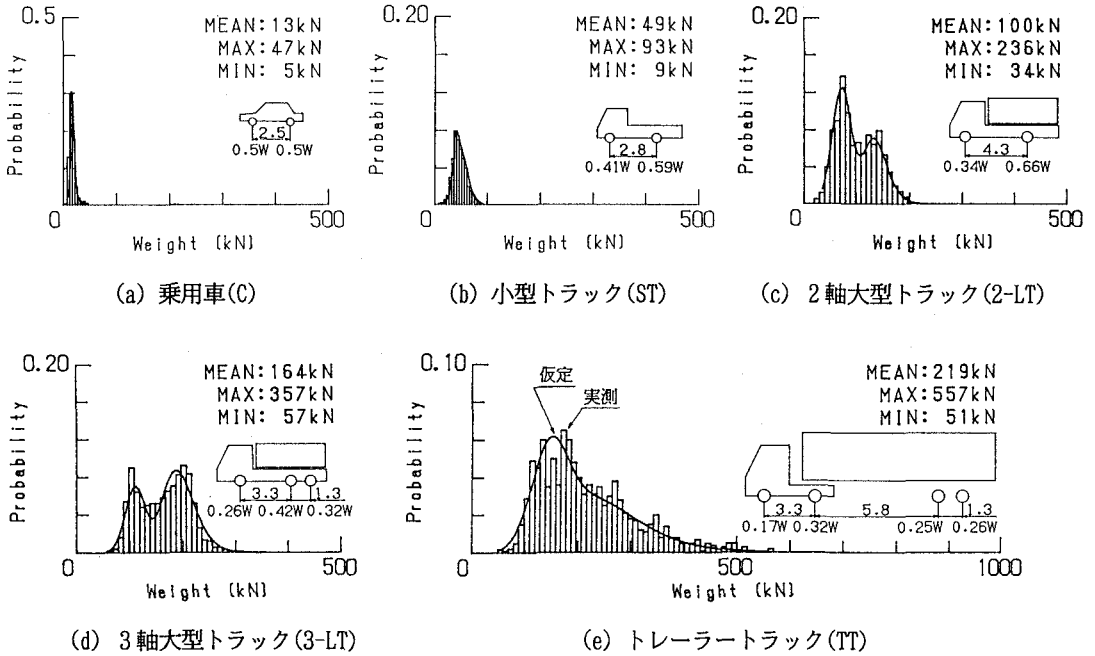 0.5
MEAN:13kN
MAX:47kN
MIN: 5kN
Probability
2.5
0.5W 0.5W
0
500
Weight (kN)
(a) 乗用車(C)
0.20
MEAN:49kN
MAX:93kN
MIN: 9kN
Probability
2.8
0.41W 0.59W
0
500
Weight (kN)
(b) 小型トラック(ST)
0.20
MEAN:100kN
MAX:236kN
MIN: 34kN
Probability
4.3
0.34W 0.66W
0
500
Weight (kN)
(c) 2軸大型トラック(2-LT)
0.20
MEAN:164kN
MAX:357kN
MIN: 57kN
Probability
3.3 1.3
0.26W 0.42W 0.32W
0
500
Weight (kN)
(d) 3軸大型トラック(3-LT)
0.10
仮定
実測
MEAN:219kN
MAX:557kN
MIN: 51kN
Probability
3.3 5.8 1.3
0.17W 0.32W 0.25W 0.26W
0
500
1000
Weight (kN)
(e) トレーラートラック(TT)